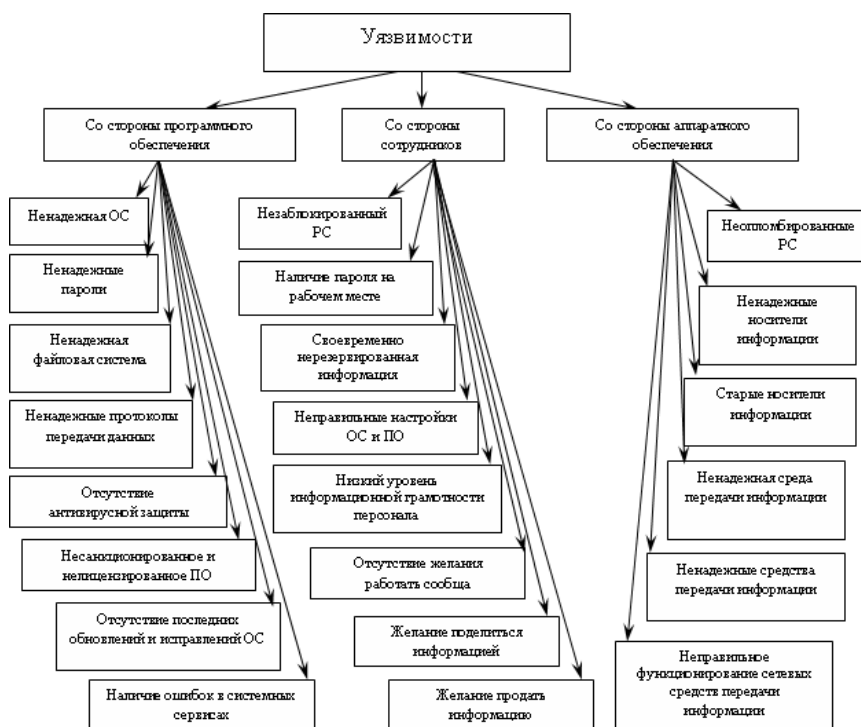 Уязвимости
Со стороны программного
обеспечения
Ненадежная ОС
Ненадежные
пароли
Ненадежная
файловая система
Ненадежные протоколы
передачи данных
Отсутствие
антивирусной защиты
Несанкционированное и
нелицензированное ПО
Отсутствие последних
обновлений и исправлений ОС
Наличие ошибок в системных
сервисах
Со стороны
сотрудников
Незаблокированный
РС
Наличие пароля на
рабочем месте
Своевременно
нерезервированная
информация
Неправильные настройки
ОС и ПО
Низкий уровень
информационной грамотности
персонала
Отсутствие желания
работать сообща
Желание поделиться
информацией
Желание продать
информацию
Со стороны аппаратного
обеспечения
Неопломбированные
РС
Ненадежные
носители
информации
Старые носители
информации
Ненадежная среда
передачи информации
Ненадежные средства
передачи информации
Неправильное
функционирование сетевых
средств передачи
информации